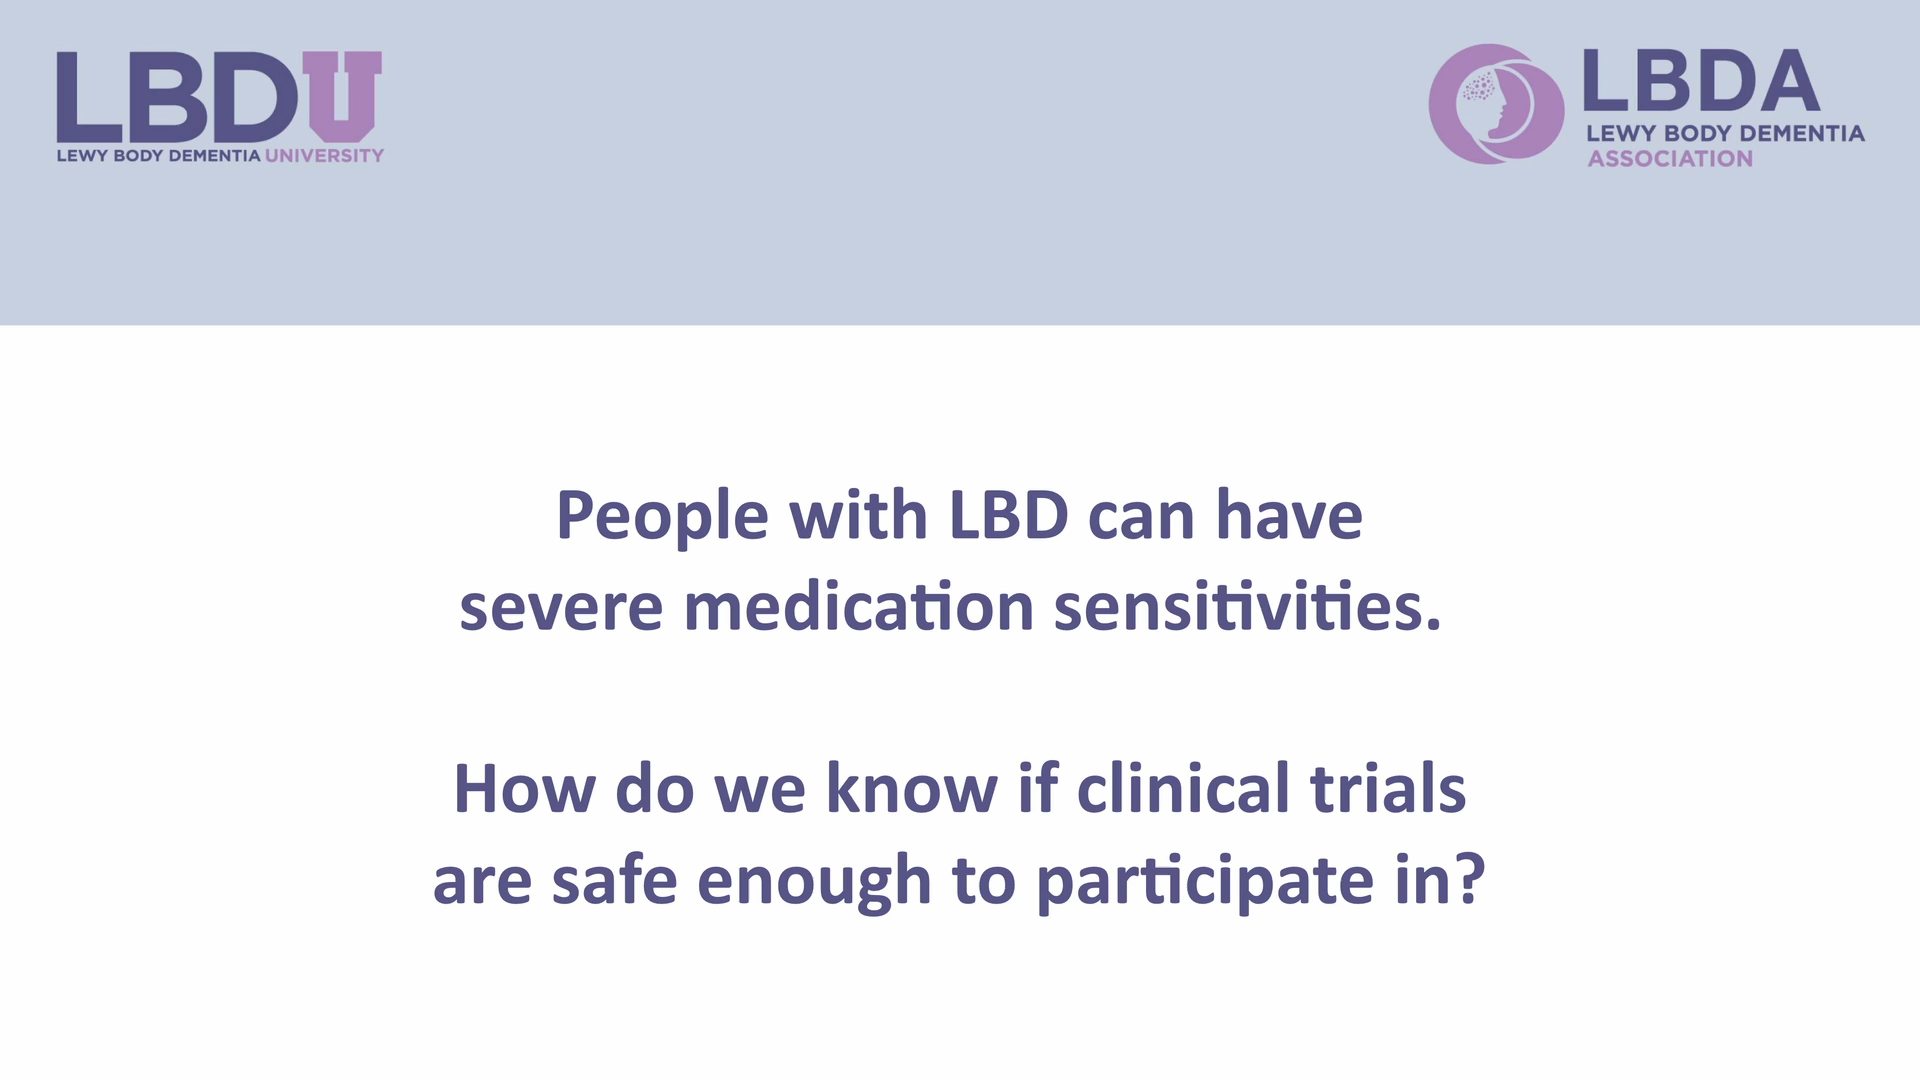 LBDU
LEWY BODY DEMENTIA UNIVERSITY
LBDA
LEWY BODY DEMENTIA
ASSOCIATION
People with LBD can have
severe medication sensitivities.
How do we know if clinical trials
are safe enough to participate in?